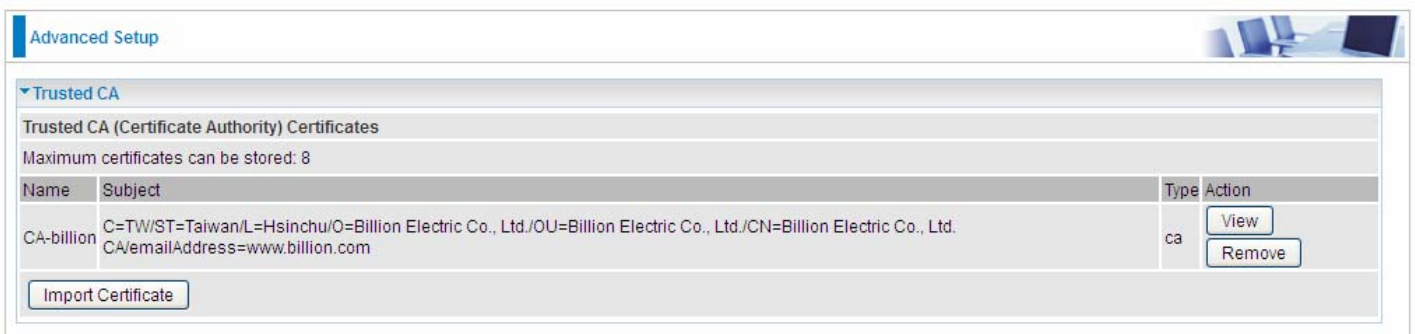 Advanced Setup
Trusted CA
Trusted CA (Certificate Authority) Certificates
Maximum certificates can be stored: 8
Name Subject Type Action
CA-billion C=TW/ST=Taiwan/L=Hsinchu/O=Billion Electric Co., Ltd./OU=Billion Electric Co., Ltd./CN=Billion Electric Co., Ltd.
CA/emailAddress=www.billion.com ca View
Remove
Import Certificate